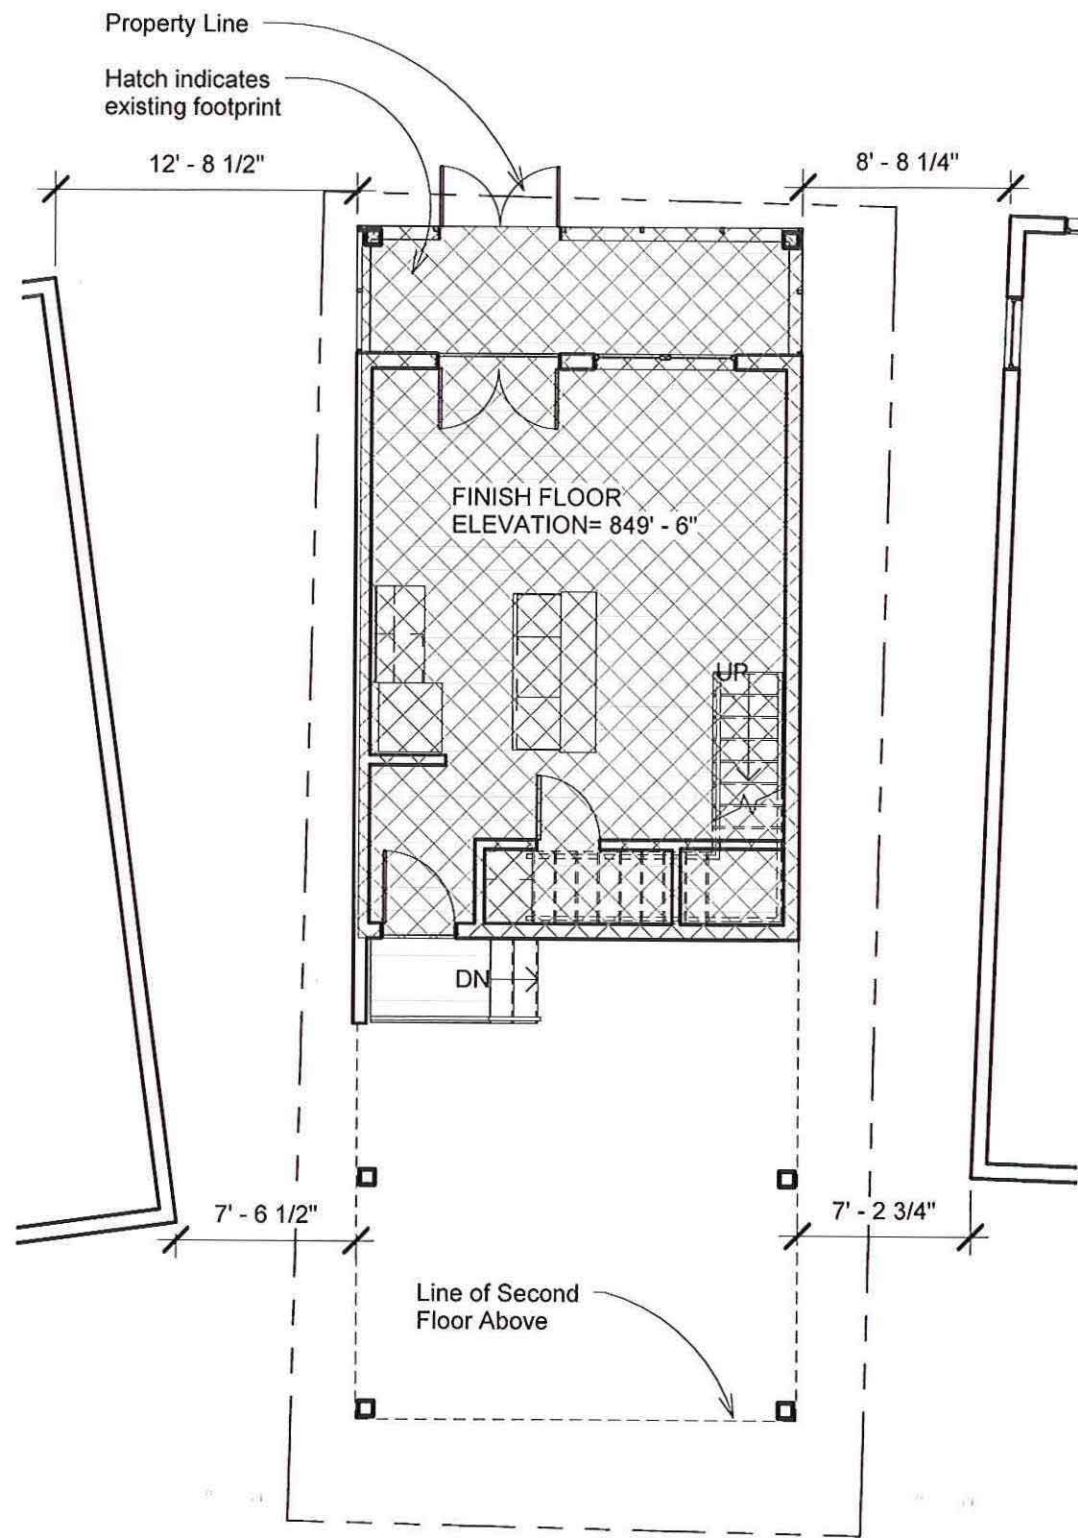 Property Line
Hatch indicates
existing footprint
12' - 8 1/2"
8' - 8 1/4"
FINISH FLOOR
ELEVATION= 849' - 6"
UP
DN
7' - 6 1/2"
7' - 2 3/4"
Line of Second
Floor Above